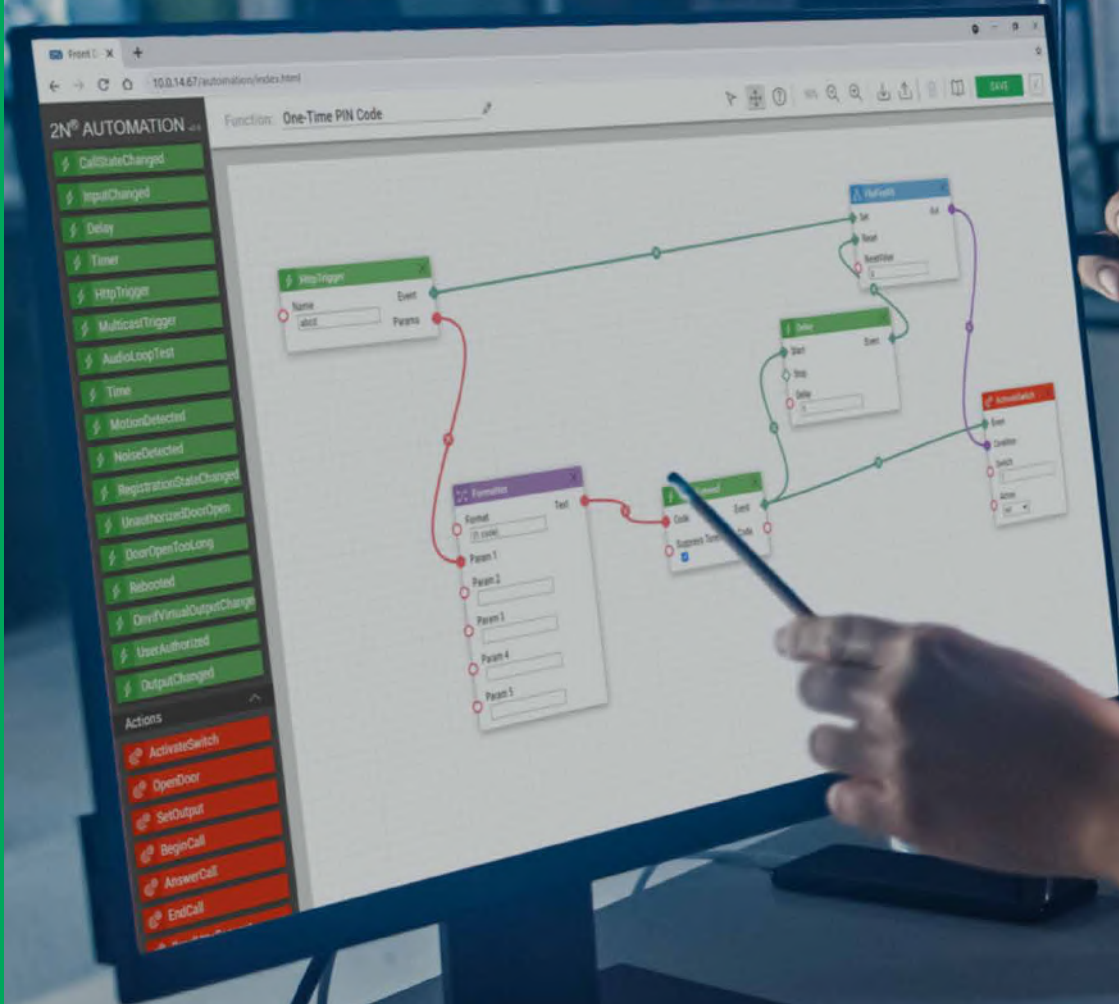 Front D
10.0.14.67/automation/index.html
2N® AUTOMATION
Function: One-Time PIN Code
SAVE
CallStateChanged
InputChanged
Delay
Timer
HttpTrigger
MulticastTrigger
AudioLoopTest
Time
MotionDetected
NoiseDetected
RegistrationStateChanged
UnauthorizedDoorOpen
DoorOpenTooLong
Rebooted
OnvifVirtualOutputChange
UserAuthorized
OutputChanged
Actions
ActivateSwitch
OpenDoor
SetOutput
BeginCall
AnswerCall
EndCall
HttpTrigger
Name
Event
abcd
Params
Formatter
Format
Text
Param 1
Param 2
Param 3
Param 4
Param 5
Code
Event
Code
Delay
Start
Event
Stop
Delay
Set
Out
Reset
ResetValue
ActivateSwitch
Event
Condition
Switch
Action